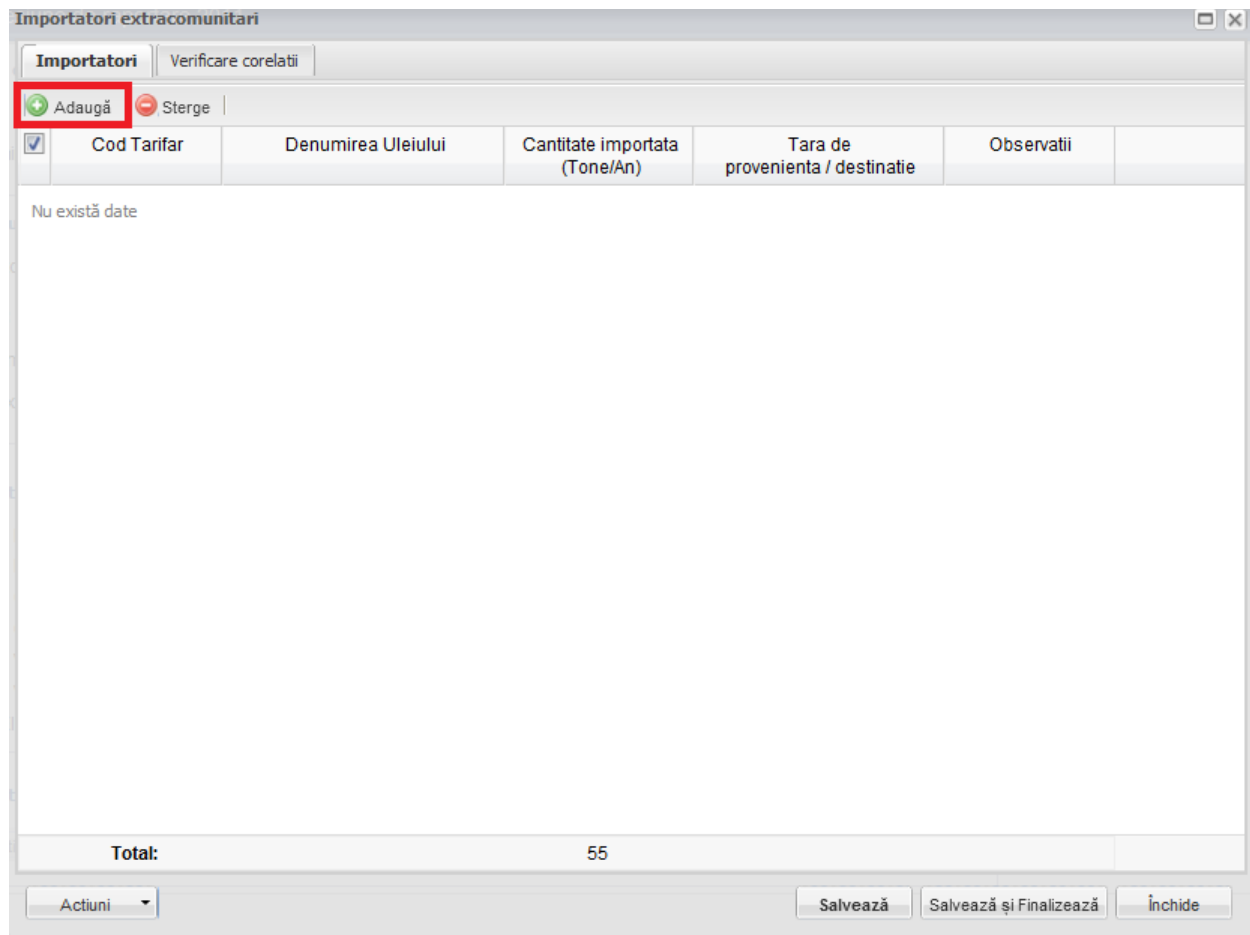 Importatori extracomunitari
Importatori Verificare corelatii
Adaugă Sterge
Cod Tarifar Denumirea Uleiului Cantitate importata (Tone/An) Tara de provenienta / destinatie Observatii
Nu există date
Total: 55
Actiuni Salvează Salvează și Finalizează Închide